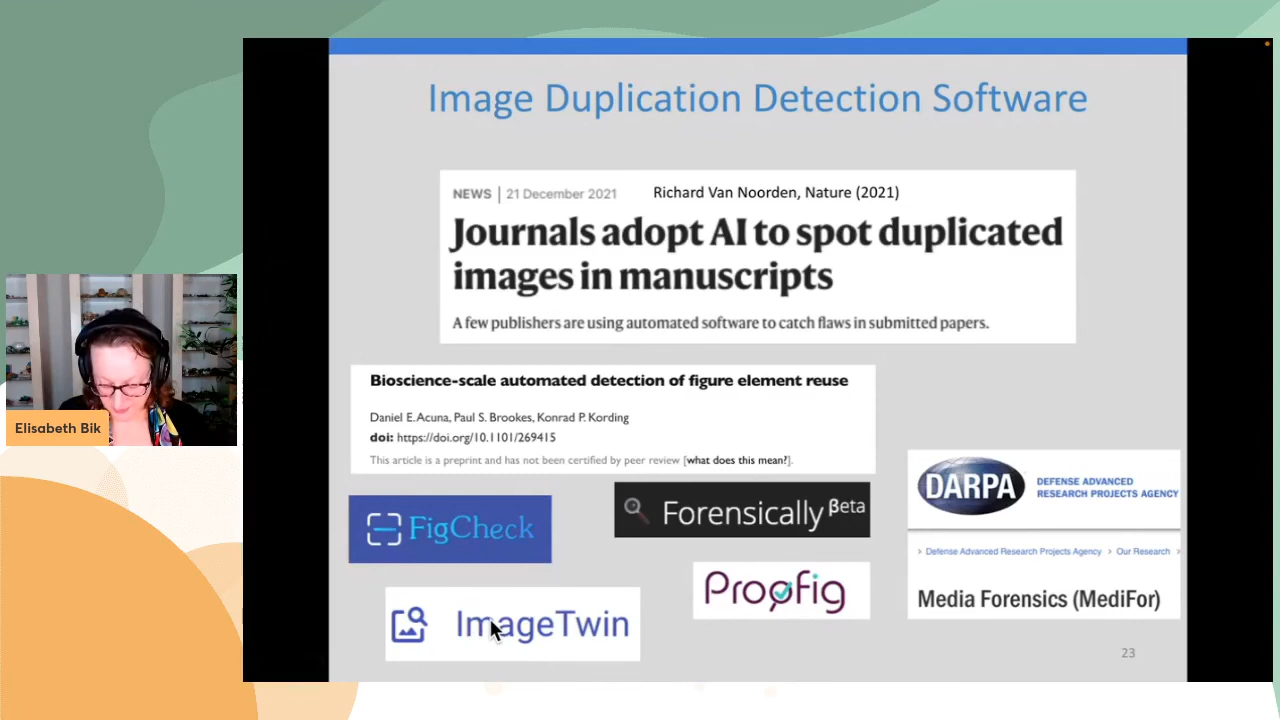 Image Duplication Detection Software
NEWS | 21 December 2021 Richard Van Noorden, Nature (2021)
Journals adopt AI to spot duplicated
images in manuscripts
A few publishers are using automated software to catch flaws in submitted papers.
Bioscience-scale automated detection of figure element reuse
Daniel E. Acuna, Paul S. Brookes, Konrad P. Kording
doi: https://doi.org/10.1101/269415
This article is a preprint and has not been certified by peer review [what does this mean?].
Elisabeth Bik
FigCheck
Forensically βeta
Proofig
ImageTwin
DARPA
DEFENSE ADVANCED
RESEARCH PROJECTS AGENCY
> Defense Advanced Research Projects Agency > Our Research >
Media Forensics (MediFor)
23